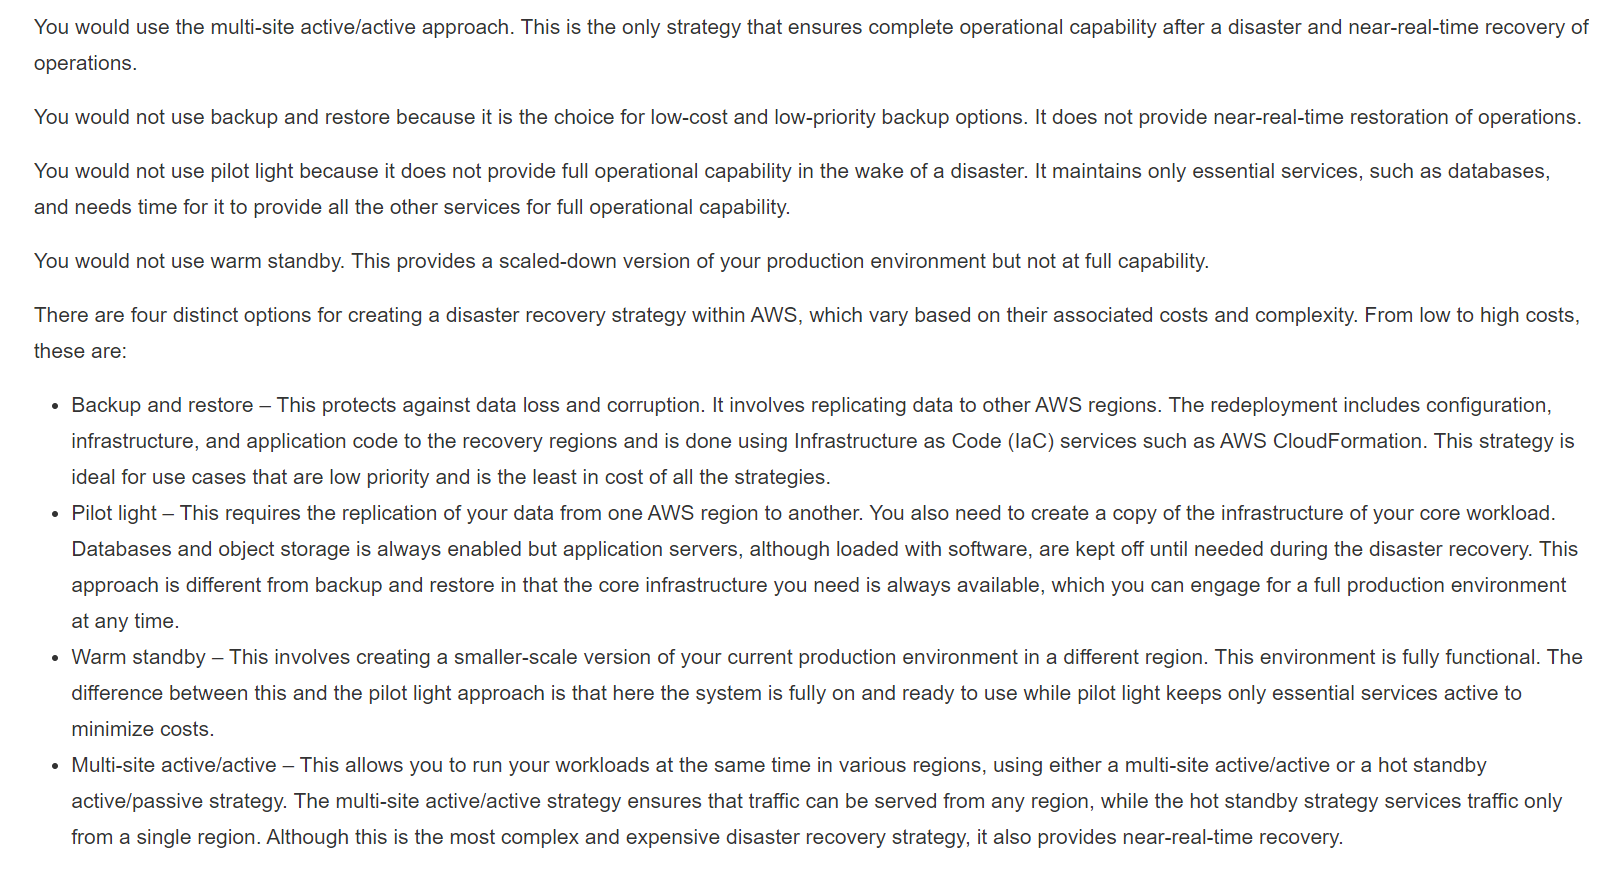 You would use the multi-site active/active approach. This is the only strategy that ensures complete operational capability after a disaster and near-real-time recovery of
operations.
You would not use backup and restore because it is the choice for low-cost and low-priority backup options. It does not provide near-real-time restoration of operations.
You would not use pilot light because it does not provide full operational capability in the wake of a disaster. It maintains only essential services, such as databases,
and needs time for it to provide all the other services for full operational capability.
You would not use warm standby. This provides a scaled-down version of your production environment but not at full capability.
There are four distinct options for creating a disaster recovery strategy within AWS, which vary based on their associated costs and complexity. From low to high costs,
these are:
• Backup and restore – This protects against data loss and corruption. It involves replicating data to other AWS regions. The redeployment includes configuration,
infrastructure, and application code to the recovery regions and is done using Infrastructure as Code (IaC) services such as AWS CloudFormation. This strategy is
ideal for use cases that are low priority and is the least in cost of all the strategies.
• Pilot light – This requires the replication of your data from one AWS region to another. You also need to create a copy of the infrastructure of your core workload.
Databases and object storage is always enabled but application servers, although loaded with software, are kept off until needed during the disaster recovery. This
approach is different from backup and restore in that the core infrastructure you need is always available, which you can engage for a full production environment
at any time.
• Warm standby – This involves creating a smaller-scale version of your current production environment in a different region. This environment is fully functional. The
difference between this and the pilot light approach is that here the system is fully on and ready to use while pilot light keeps only essential services active to
minimize costs.
• Multi-site active/active – This allows you to run your workloads at the same time in various regions, using either a multi-site active/active or a hot standby
active/passive strategy. The multi-site active/active strategy ensures that traffic can be served from any region, while the hot standby strategy services traffic only
from a single region. Although this is the most complex and expensive disaster recovery strategy, it also provides near-real-time recovery.